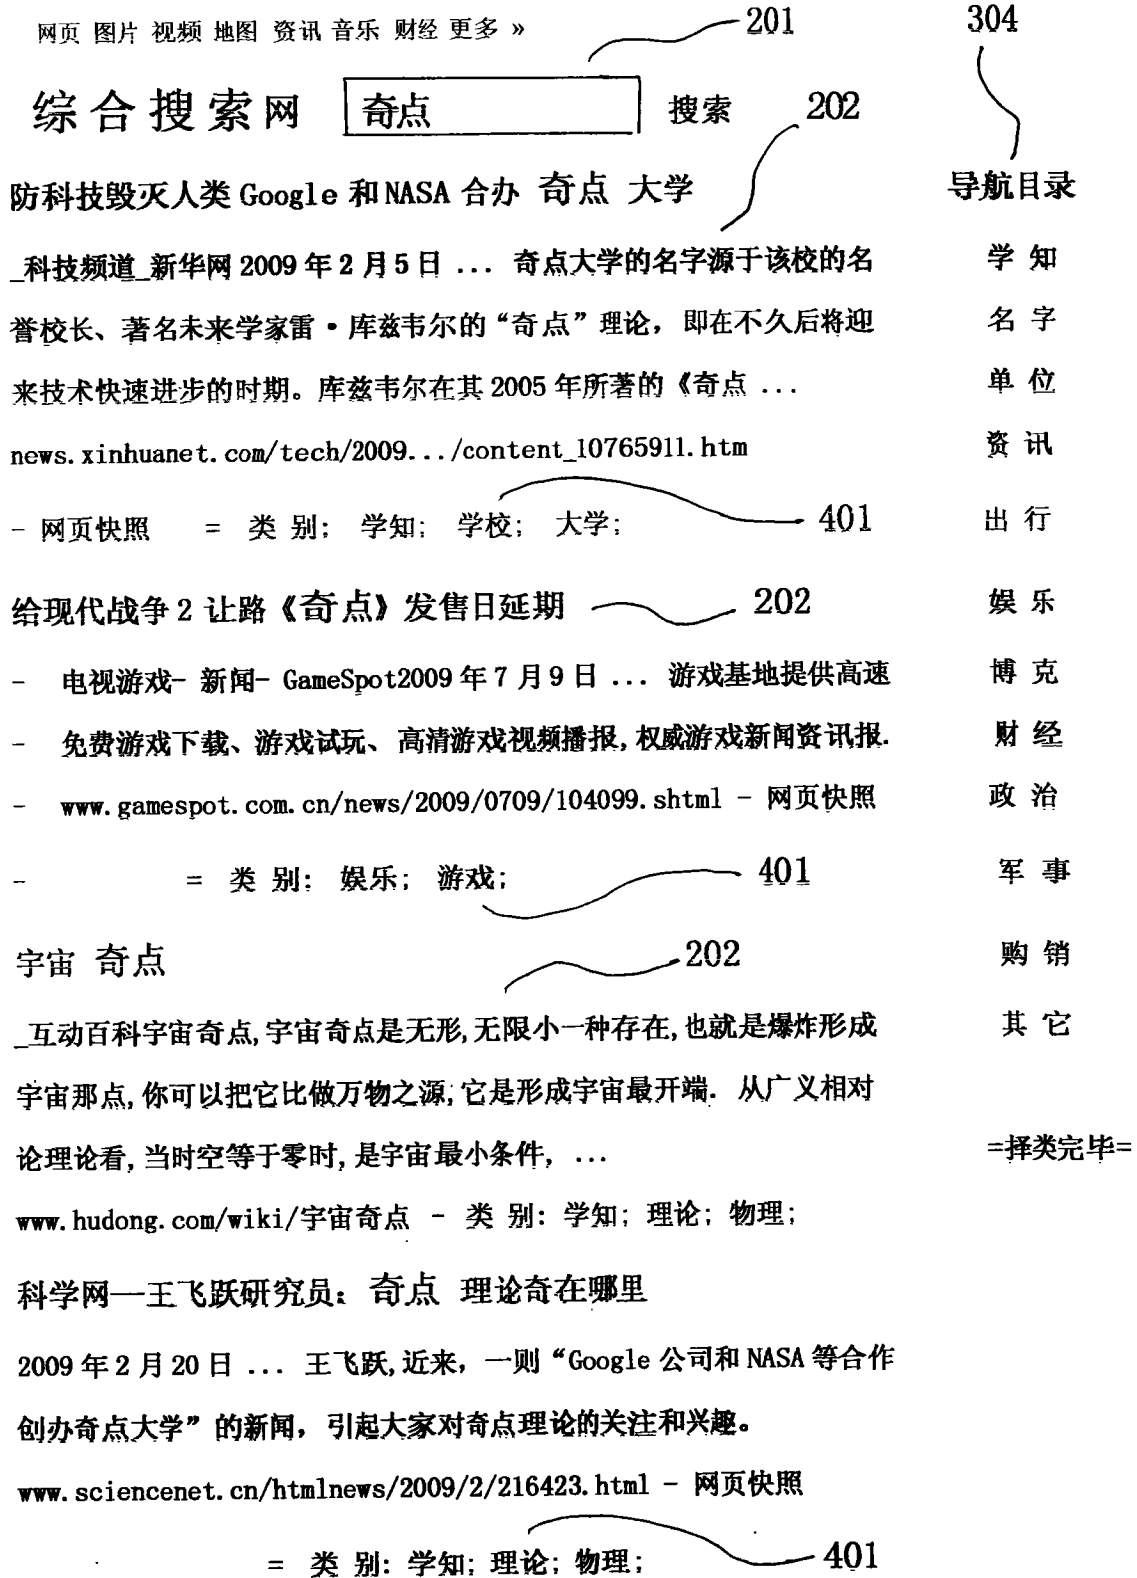 网页 图片 视频 地图 资讯 音乐 财经 更多 »
201
304
综合搜索网 奇点 搜索
202
防科技毁灭人类 Google 和 NASA 合办 奇点 大学
导航目录
_科技频道_新华网 2009 年 2 月 5 日 ... 奇点大学的名字源于该校的名
学 知
誉校长、著名未来学家雷·库兹韦尔的“奇点”理论，即在不久后将迎
名 字
来技术快速进步的时期。库兹韦尔在其 2005 年所著的《奇点 ...
单 位
news.xinhuanet.com/tech/2009.../content_10765911.htm
资 讯
- 网页快照 = 类 别; 学知; 学校; 大学;
401
出 行
给现代战争 2 让路《奇点》发售日延期
202
娱 乐
- 电视游戏- 新闻- GameSpot2009 年 7 月 9 日 ... 游戏基地提供高速
博 克
- 免费游戏下载、游戏试玩、高清游戏视频播报,权威游戏新闻资讯报.
财 经
- www.gamespot.com.cn/news/2009/0709/104099.shtml - 网页快照
政 治
- = 类 别: 娱乐; 游戏;
401
军 事
宇宙 奇点
202
购 销
_互动百科宇宙奇点,宇宙奇点是无形,无限小一种存在,也就是爆炸形成
其 它
宇宙那点,你可以把它比做万物之源,它是形成宇宙最开端. 从广义相对
论理论看,当时空等于零时,是宇宙最小条件, ...
=择类完毕=
www.hudong.com/wiki/宇宙奇点 - 类 别: 学知; 理论; 物理;
科学网—王飞跃研究员：奇点 理论奇在哪里
2009 年 2 月 20 日 ... 王飞跃,近来，一则“Google 公司和 NASA 等合作
创办奇点大学”的新闻，引起大家对奇点理论的关注和兴趣。
www.sciencenet.cn/htmlnews/2009/2/216423.html - 网页快照
= 类 别: 学知; 理论; 物理;
401